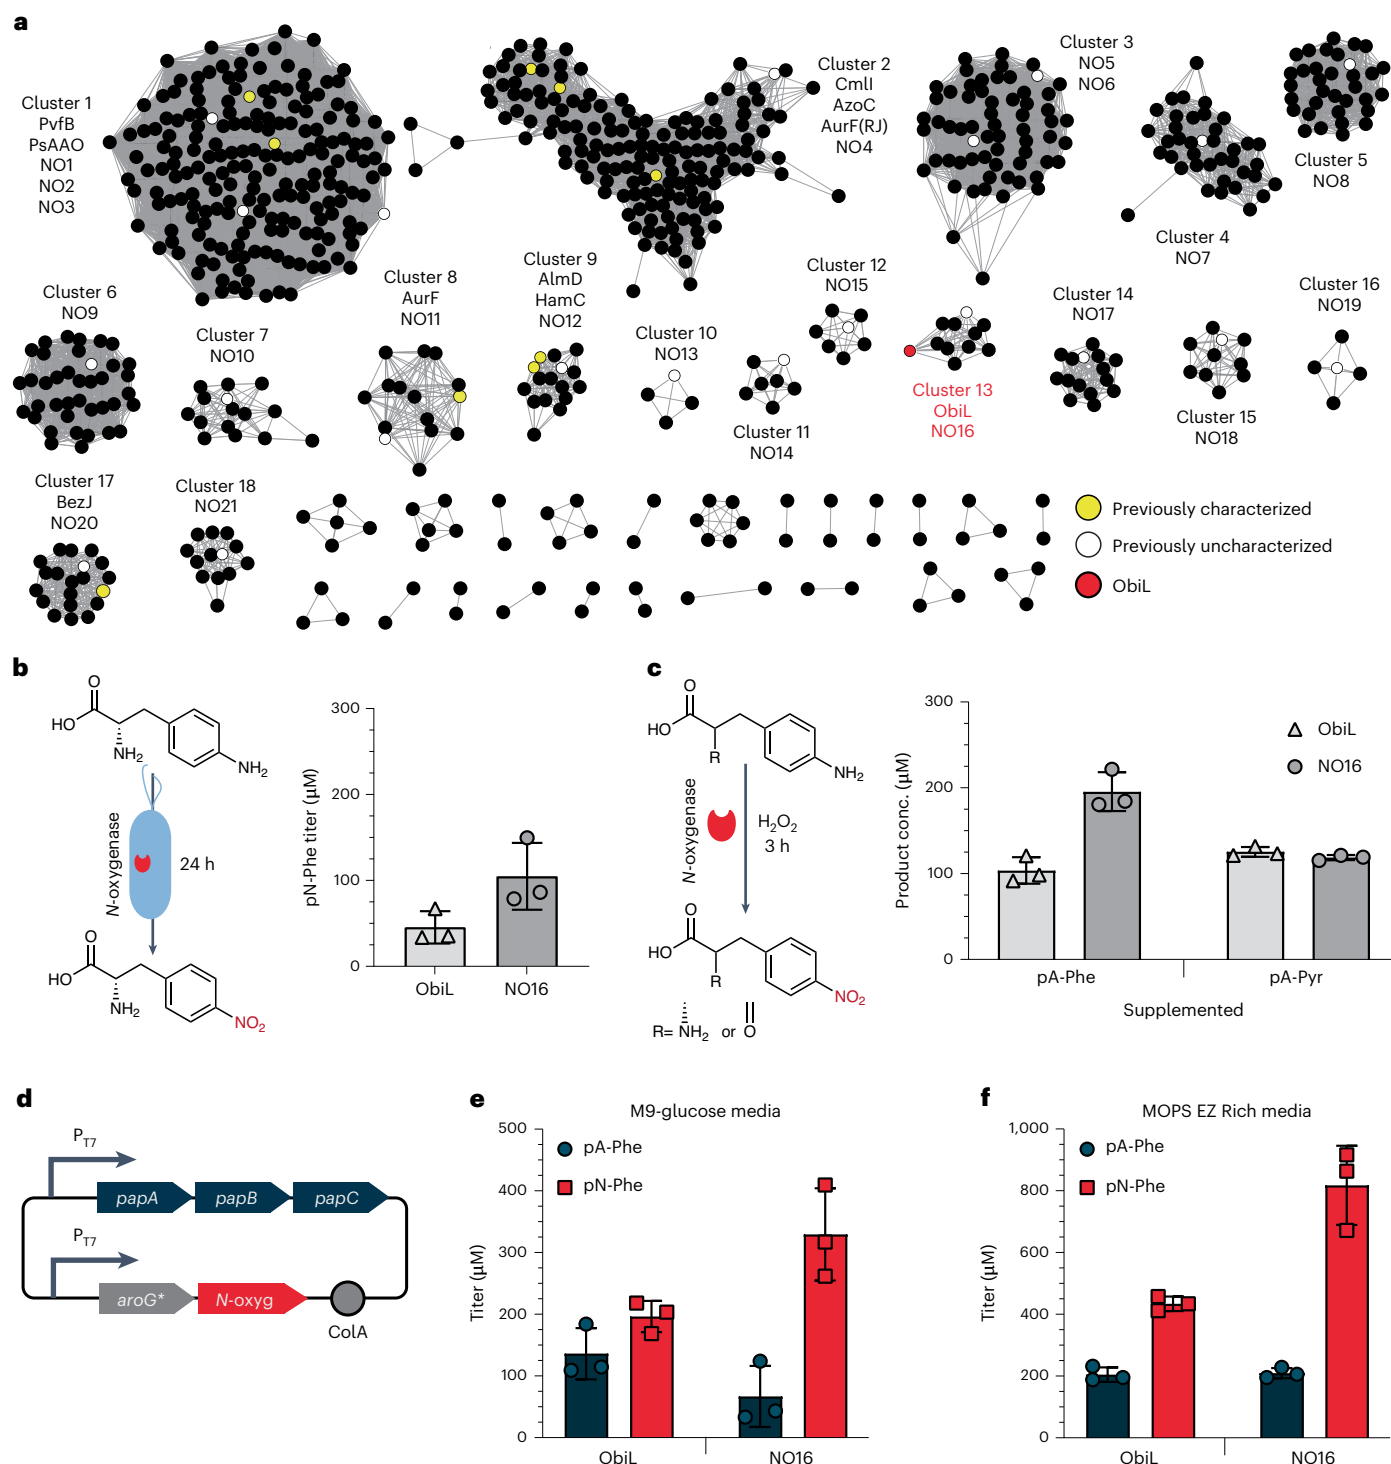 a
Cluster 1
PvfB
PsAAO
NO1
NO2
NO3
Cluster 2
CmlI
AzoC
AurF(RJ)
NO4
Cluster 3
NO5
NO6
Cluster 4
NO7
Cluster 5
NO8
Cluster 6
NO9
Cluster 7
NO10
Cluster 8
AurF
NO11
Cluster 9
AlmD
HamC
NO12
Cluster 10
NO13
Cluster 11
NO14
Cluster 12
NO15
Cluster 13
ObiL
NO16
Cluster 14
NO17
Cluster 15
NO18
Cluster 16
NO19
Cluster 17
BezJ
NO20
Cluster 18
NO21
Previously characterized
Previously uncharacterized
ObiL
b
O
HO
NH2
NH2
N-oxygenase
24 h
O
HO
NH2
NO2
pN-Phe titer (μM)
300
200
100
0
ObiL
NO16
c
O
HO
R
NH2
N-oxygenase
H2O2
3 h
O
HO
R
NO2
R= NH2 or O
Product conc. (μM)
300
200
100
0
ObiL
NO16
pA-Phe
pA-Pyr
Supplemented
d
PT7
papA
papB
papC
PT7
aroG*
N-oxyg
ColA
e
M9-glucose media
Titer (μM)
500
400
300
200
100
0
pA-Phe
pN-Phe
ObiL
NO16
f
MOPS EZ Rich media
Titer (μM)
1,000
800
600
400
200
0
pA-Phe
pN-Phe
ObiL
NO16